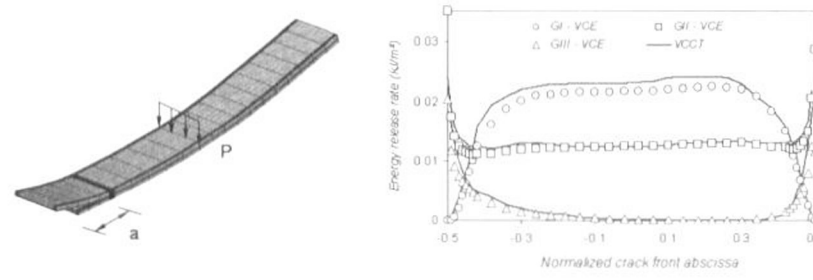 P
a
Energy release rate (KJ/m²)
0.03
0.02
0.01
0
GI - VCE
GII - VCE
GIII - VCE
VCCT
-0.5
-0.3
-0.1
0.1
0.3
Normalized crack front abscissa